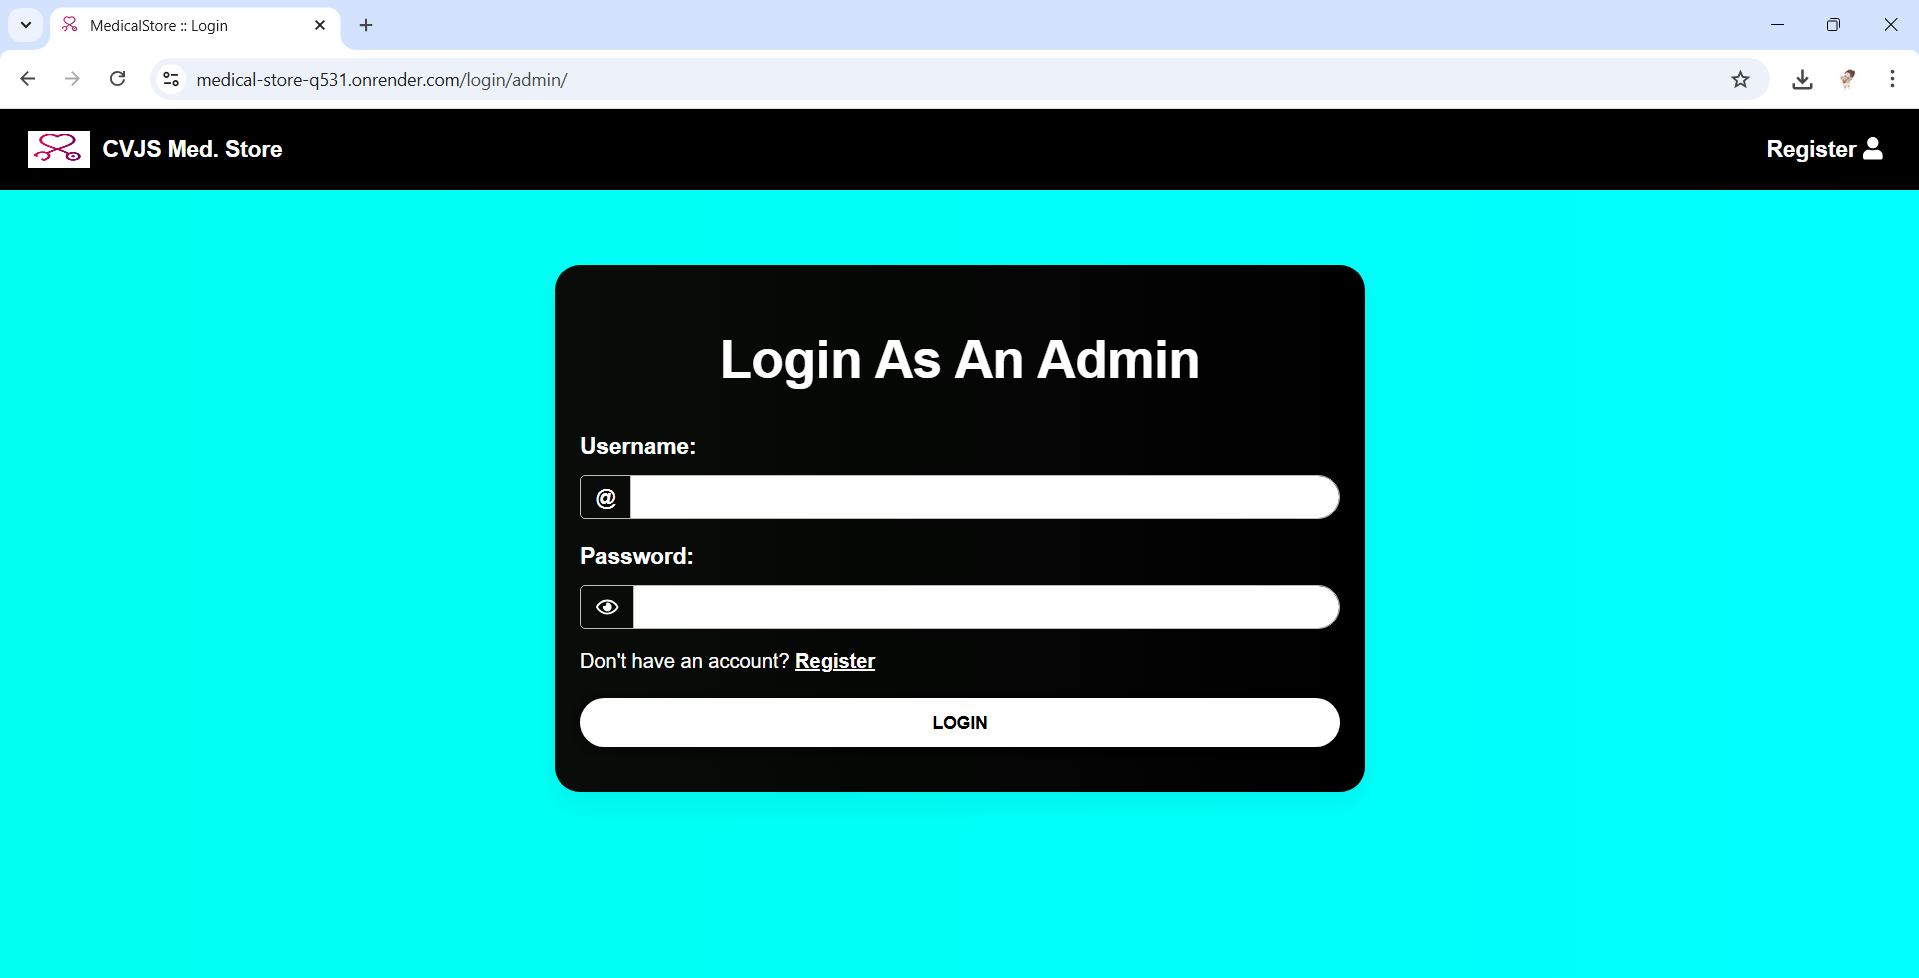 MedicalStore :: Login
medical-store-q531.onrender.com/login/admin/
CVJS Med. Store
Register
Login As An Admin
Username:
@
Password:
Don't have an account? Register
LOGIN